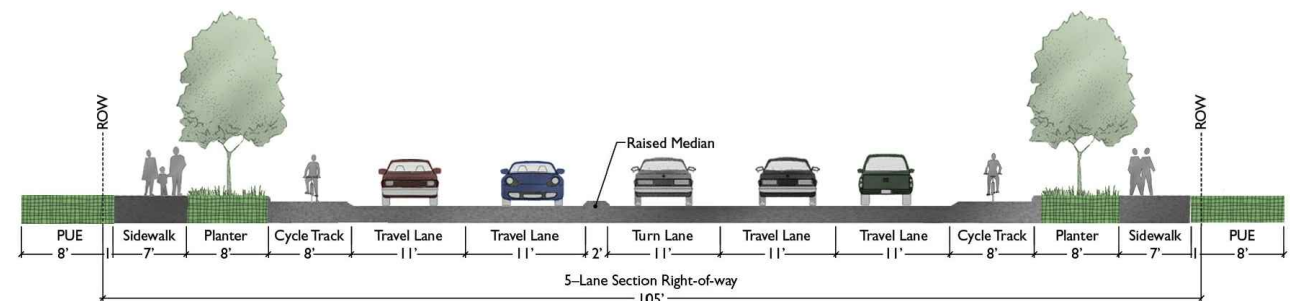 ROW
ROW
Raised Median
PUE Sidewalk Planter Cycle Track Travel Lane Travel Lane Turn Lane Travel Lane Travel Lane Cycle Track Planter Sidewalk PUE
8' 1' 7' 8' 8' 11' 11' 2' 11' 11' 11' 8' 8' 7' 1' 8'
5–Lane Section Right-of-way
105'